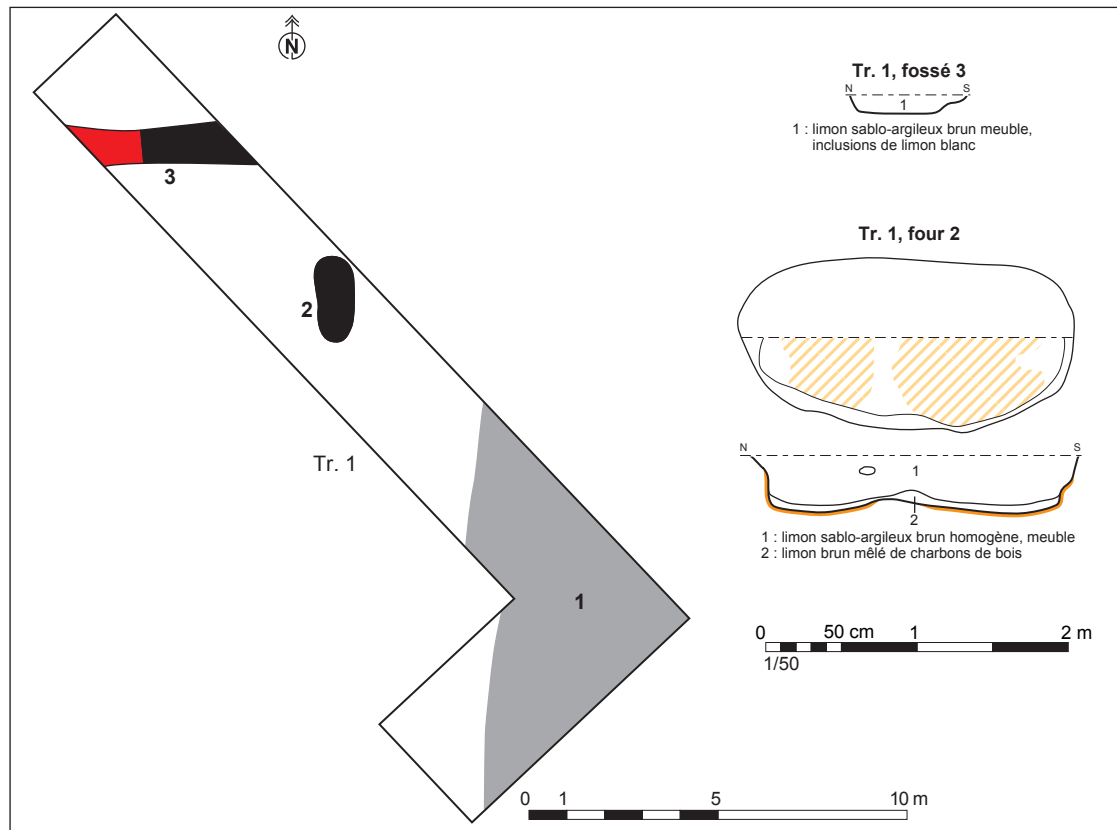 N
Tr. 1, fossé 3
N S
1
1 : limon sablo-argileux brun meuble,
inclusions de limon blanc
3
Tr. 1, four 2
2
N S
1
2
1 : limon sablo-argileux brun homogène, meuble
2 : limon brun mêlé de charbons de bois
Tr. 1
1
0 50 cm 1 2 m
1/50
0 1 5 10 m